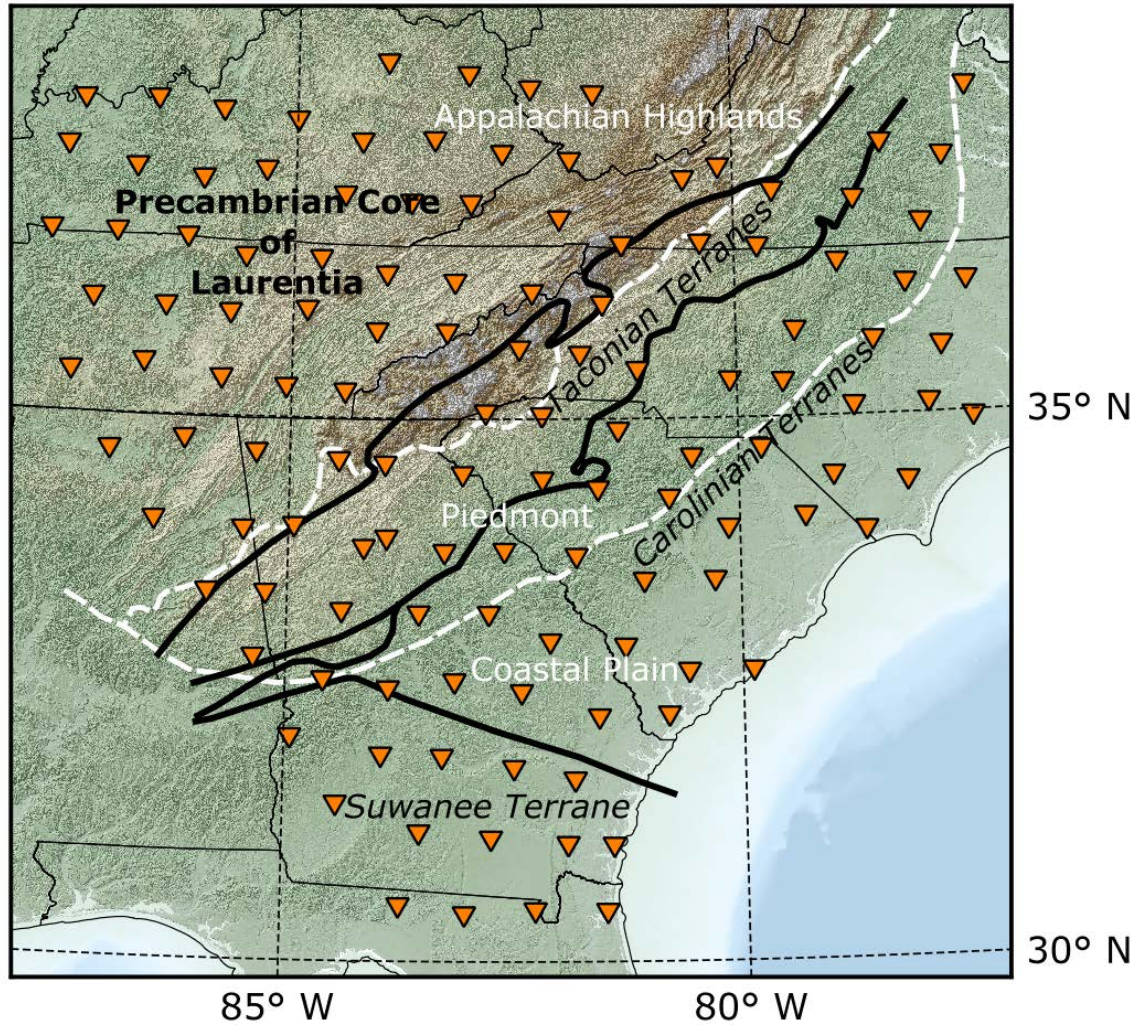 Appalachian Highlands
Precambrian Core
of
Laurentia
Taconian Terranes
35° N
Carolinian Terranes
Piedmont
Coastal Plain
Suwanee Terrane
30° N
85° W
80° W